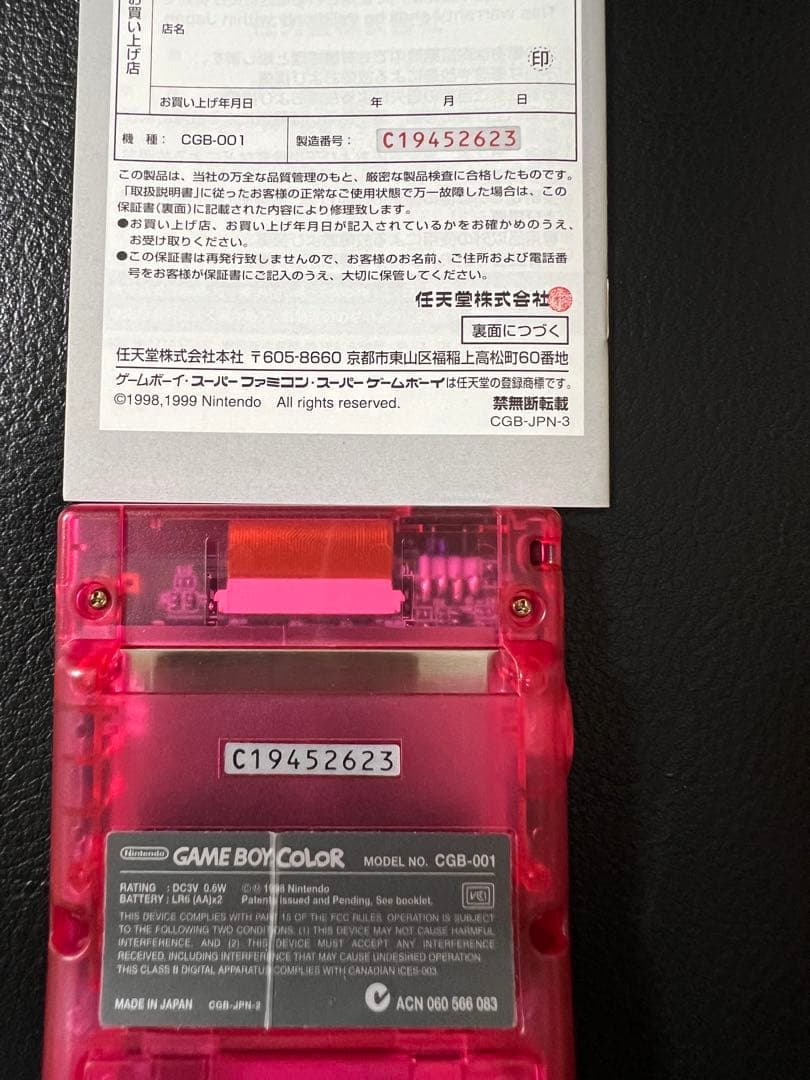 お買い上げ店
店名
印
お買い上げ年月日 年 月 日
機 種： CGB-001 製造番号： C19452623
この製品は、当社の万全な品質管理のもと、厳密な製品検査に合格したものです。
「取扱説明書」に従ったお客様の正常なご使用状態で万一故障した場合は、この
保証書(裏面)に記載された内容により修理致します。
●お買い上げ店、お買い上げ年月日が記入されているかをお確かめのうえ、
お受け取りください。
●この保証書は再発行致しませんので、お客様のお名前、ご住所および電話番
号をお客様が保証書にご記入のうえ、大切に保管してください。
任天堂株式会社
裏面につづく
任天堂株式会社本社 〒605-8660 京都市東山区福稲上高松町60番地
ゲームボーイ・スーパーファミコン・スーパーゲームボーイは任天堂の登録商標です。
©1998,1999 Nintendo All rights reserved. 禁無断転載
CGB-JPN-3
C19452623
Nintendo GAME BOY COLOR MODEL NO. CGB-001
RATING : DC3V 0.6W ©Ⓜ 1998 Nintendo
BATTERY : LR6 (AA)x2 Patents Issued and Pending, See booklet.
THIS DEVICE COMPLIES WITH PART 15 OF THE FCC RULES. OPERATION IS SUBJECT
TO THE FOLLOWING TWO CONDITIONS. (1) THIS DEVICE MAY NOT CAUSE HARMFUL
INTERFERENCE. AND (2) THIS DEVICE MUST ACCEPT ANY INTERFERENCE
RECEIVED, INCLUDING INTERFERENCE THAT MAY CAUSE UNDESIRED OPERATION.
THIS CLASS B DIGITAL APPARATUS COMPLIES WITH CANADIAN ICES-003.
MADE IN JAPAN CGB-JPN-2 ACN 060 566 083